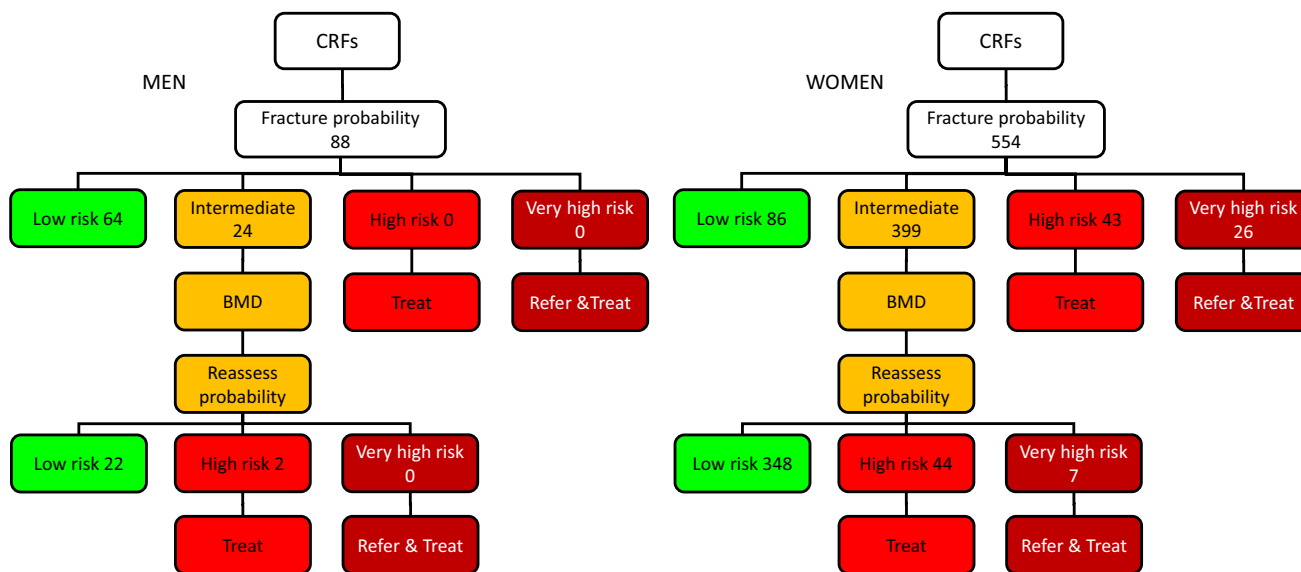 CRFs
MEN
Fracture probability
88
Low risk 64
Intermediate
24
High risk 0
Very high risk
0
BMD
Treat
Refer &Treat
Reassess
probability
Low risk 22
High risk 2
Very high risk
0
Treat
Refer & Treat
CRFs
WOMEN
Fracture probability
554
Low risk 86
Intermediate
399
High risk 43
Very high risk
26
BMD
Treat
Refer &Treat
Reassess
probability
Low risk 348
High risk 44
Very high risk
7
Treat
Refer & Treat